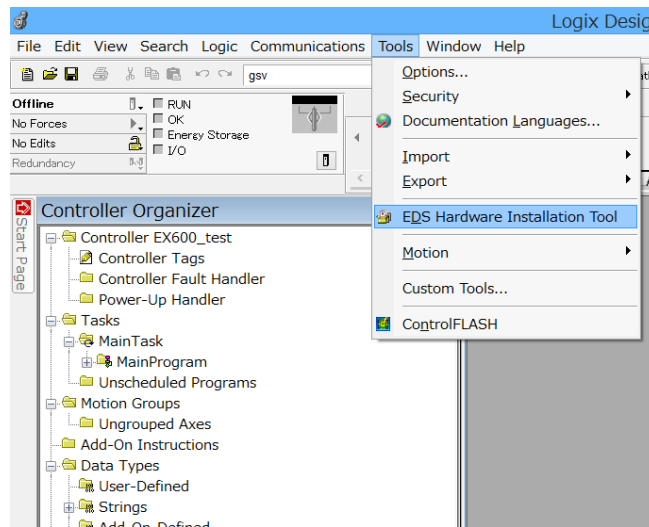 Logix Desig
File Edit View Search Logic Communications Tools Window Help
gsv
Options...
Security
Documentation Languages...
Import
Export
EDS Hardware Installation Tool
Motion
Custom Tools...
ControlFLASH
Offline
RUN
No Forces
OK
No Edits
Energy Storage
Redundancy
I/O
Start Page
Controller Organizer
Controller EX600_test
Controller Tags
Controller Fault Handler
Power-Up Handler
Tasks
MainTask
MainProgram
Unscheduled Programs
Motion Groups
Ungrouped Axes
Add-On Instructions
Data Types
User-Defined
Strings
Add-On-Defined